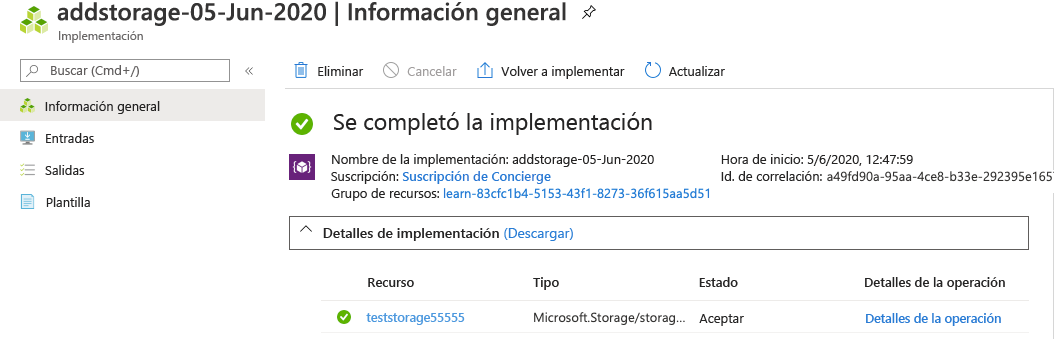 addstorage-05-Jun-2020 | Información general
Implementación
Buscar (Cmd+/)
«
Eliminar
Cancelar
Volver a implementar
Actualizar
Información general
Entradas
Salidas
Plantilla
Se completó la implementación
Nombre de la implementación: addstorage-05-Jun-2020
Suscripción: Suscripción de Concierge
Grupo de recursos: learn-83cfc1b4-5153-43f1-8273-36f615aa5d51
Hora de inicio: 5/6/2020, 12:47:59
Id. de correlación: a49fd90a-95aa-4ce8-b33e-292395e165
Detalles de implementación (Descargar)
Recurso Tipo Estado Detalles de la operación
teststorage55555 Microsoft.Storage/storag... Aceptar Detalles de la operación